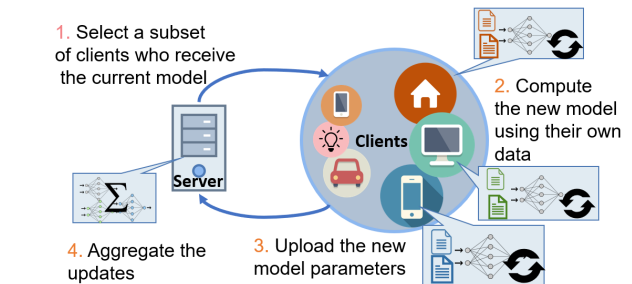 1. Select a subset
of clients who receive
the current model
2. Compute
the new model
using their own
data
Clients
Server
Σ
3. Upload the new
model parameters
4. Aggregate the
updates